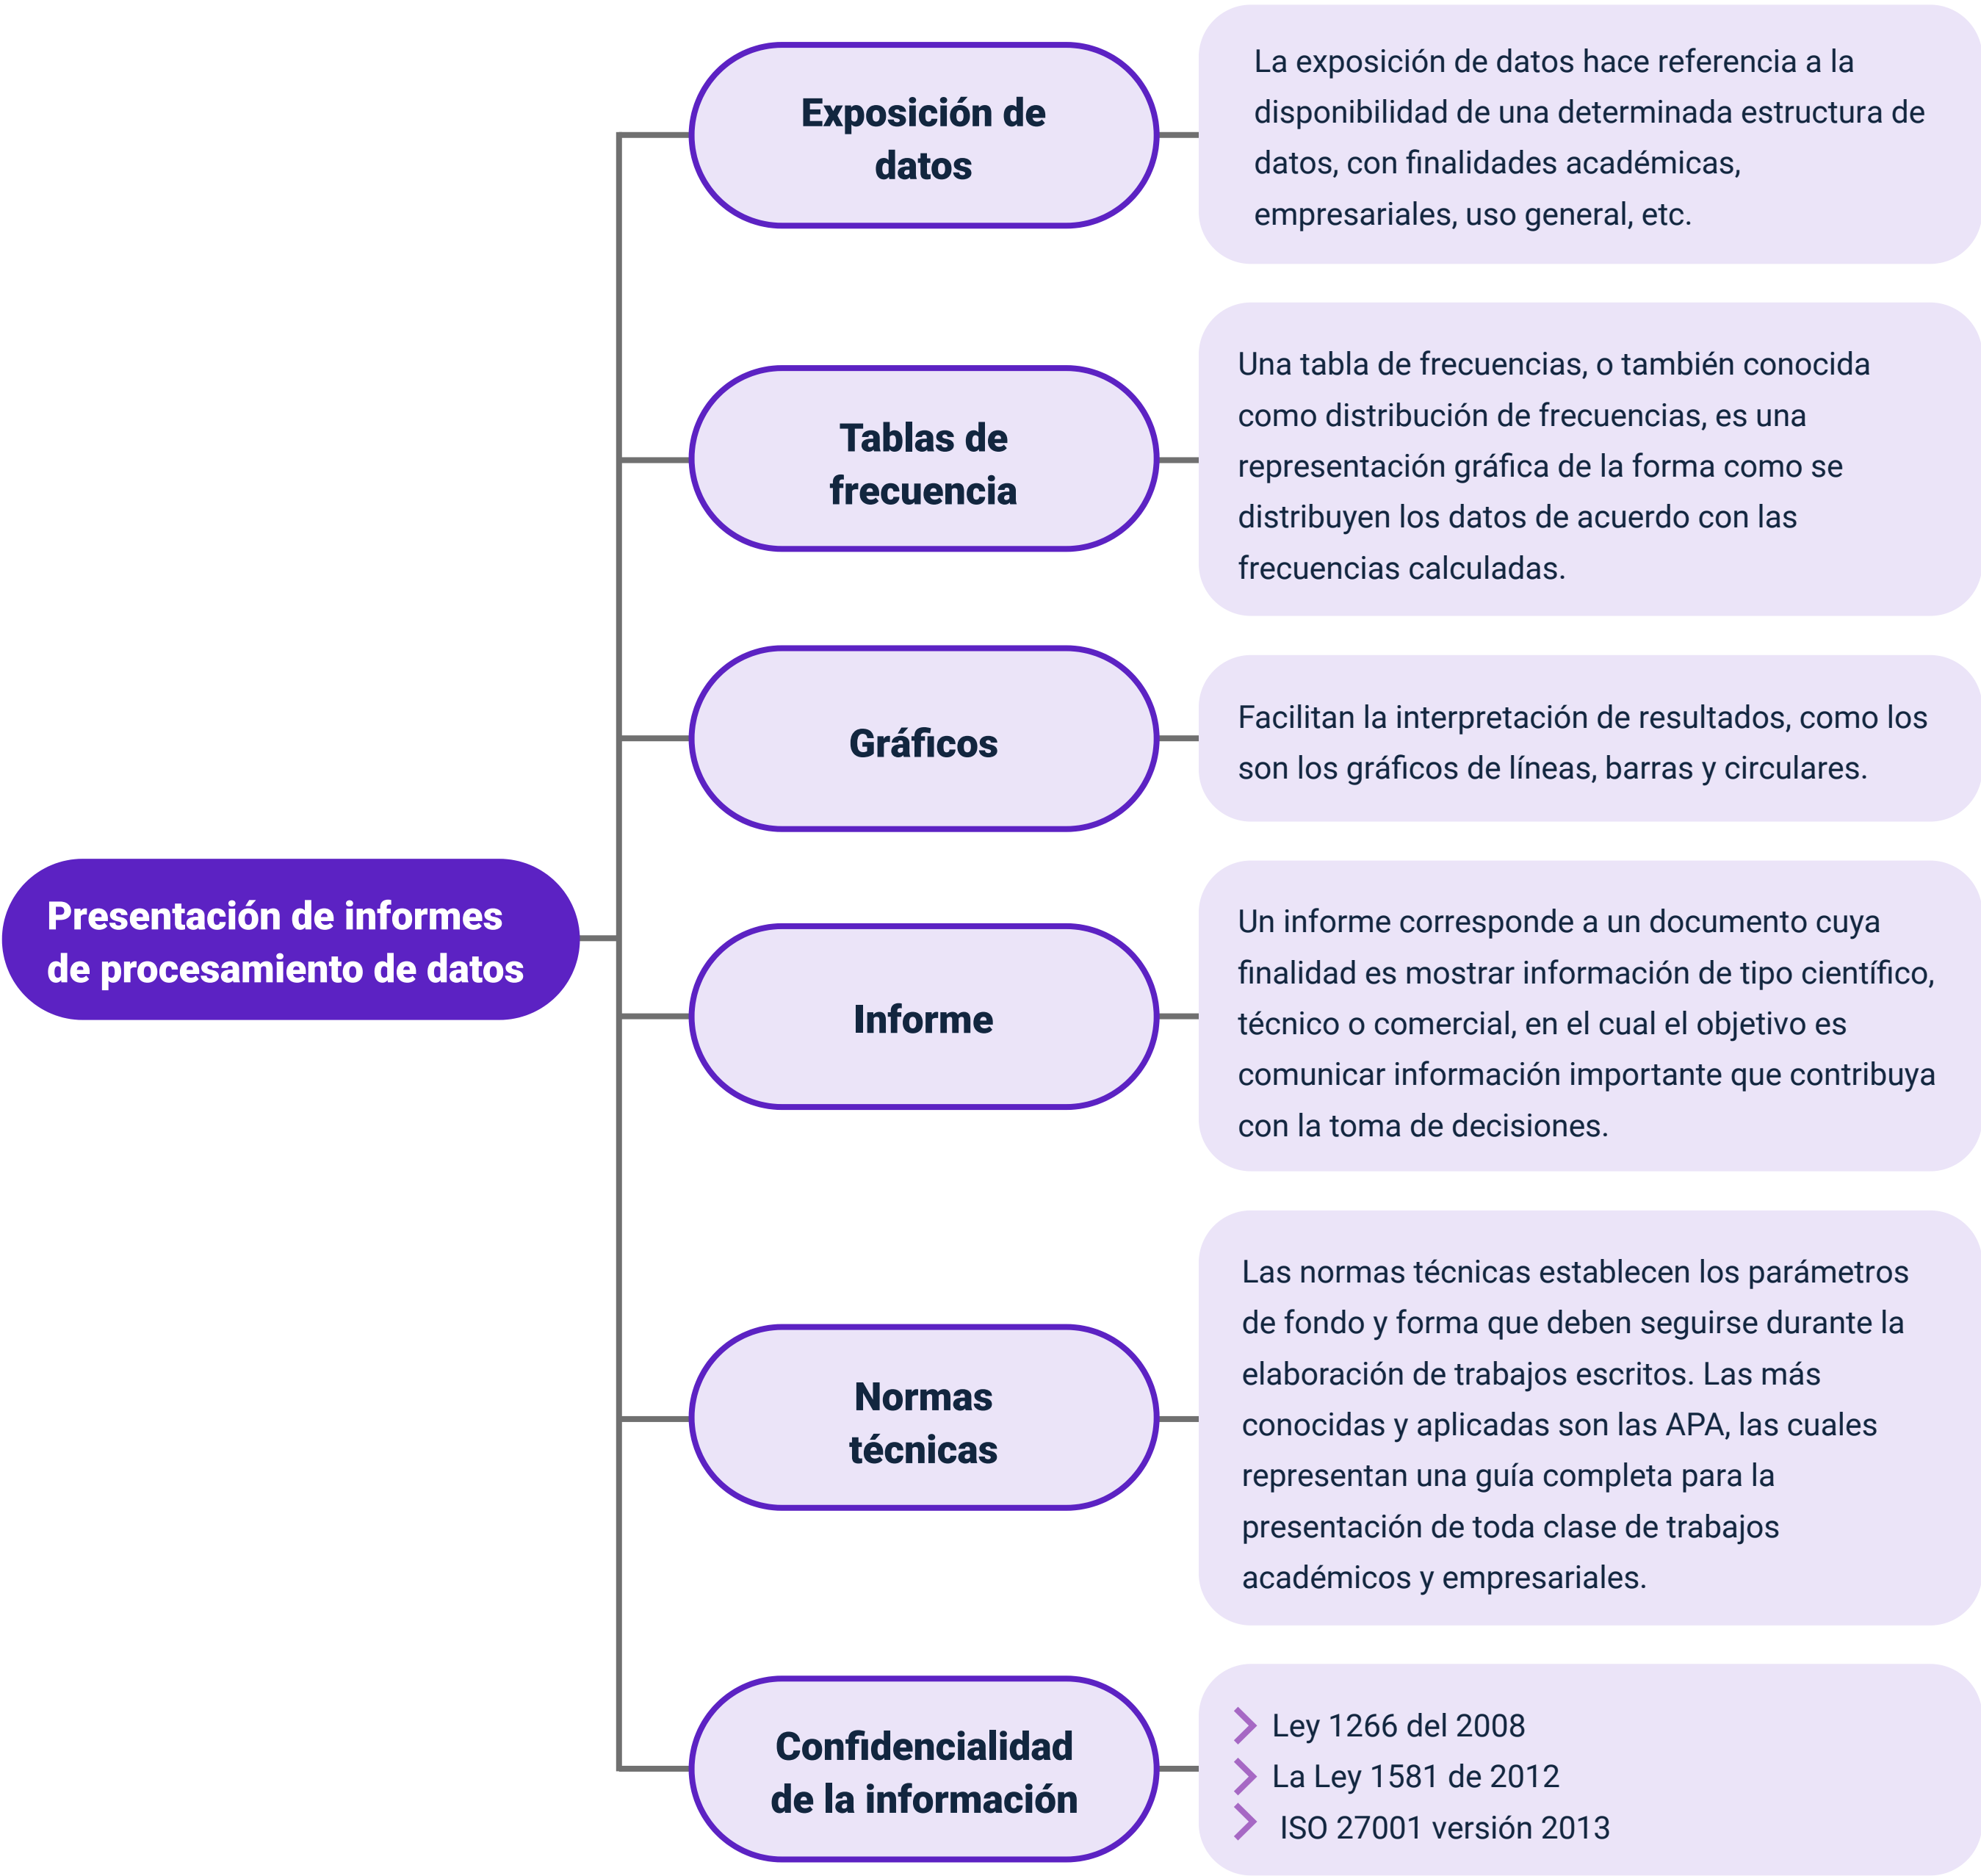 Exposición de
datos
La exposición de datos hace referencia a la
disponibilidad de una determinada estructura de
datos, con finalidades académicas,
empresariales, uso general, etc.
Tablas de
frecuencia
Una tabla de frecuencias, o también conocida
como distribución de frecuencias, es una
representación gráfica de la forma como se
distribuyen los datos de acuerdo con las
frecuencias calculadas.
Gráficos
Facilitan la interpretación de resultados, como los
son los gráficos de líneas, barras y circulares.
Presentación de informes
de procesamiento de datos
Informe
Un informe corresponde a un documento cuya
finalidad es mostrar información de tipo científico,
técnico o comercial, en el cual el objetivo es
comunicar información importante que contribuya
con la toma de decisiones.
Normas
técnicas
Las normas técnicas establecen los parámetros
de fondo y forma que deben seguirse durante la
elaboración de trabajos escritos. Las más
conocidas y aplicadas son las APA, las cuales
representan una guía completa para la
presentación de toda clase de trabajos
académicos y empresariales.
Confidencialidad
de la información
Ley 1266 del 2008
La Ley 1581 de 2012
ISO 27001 versión 2013